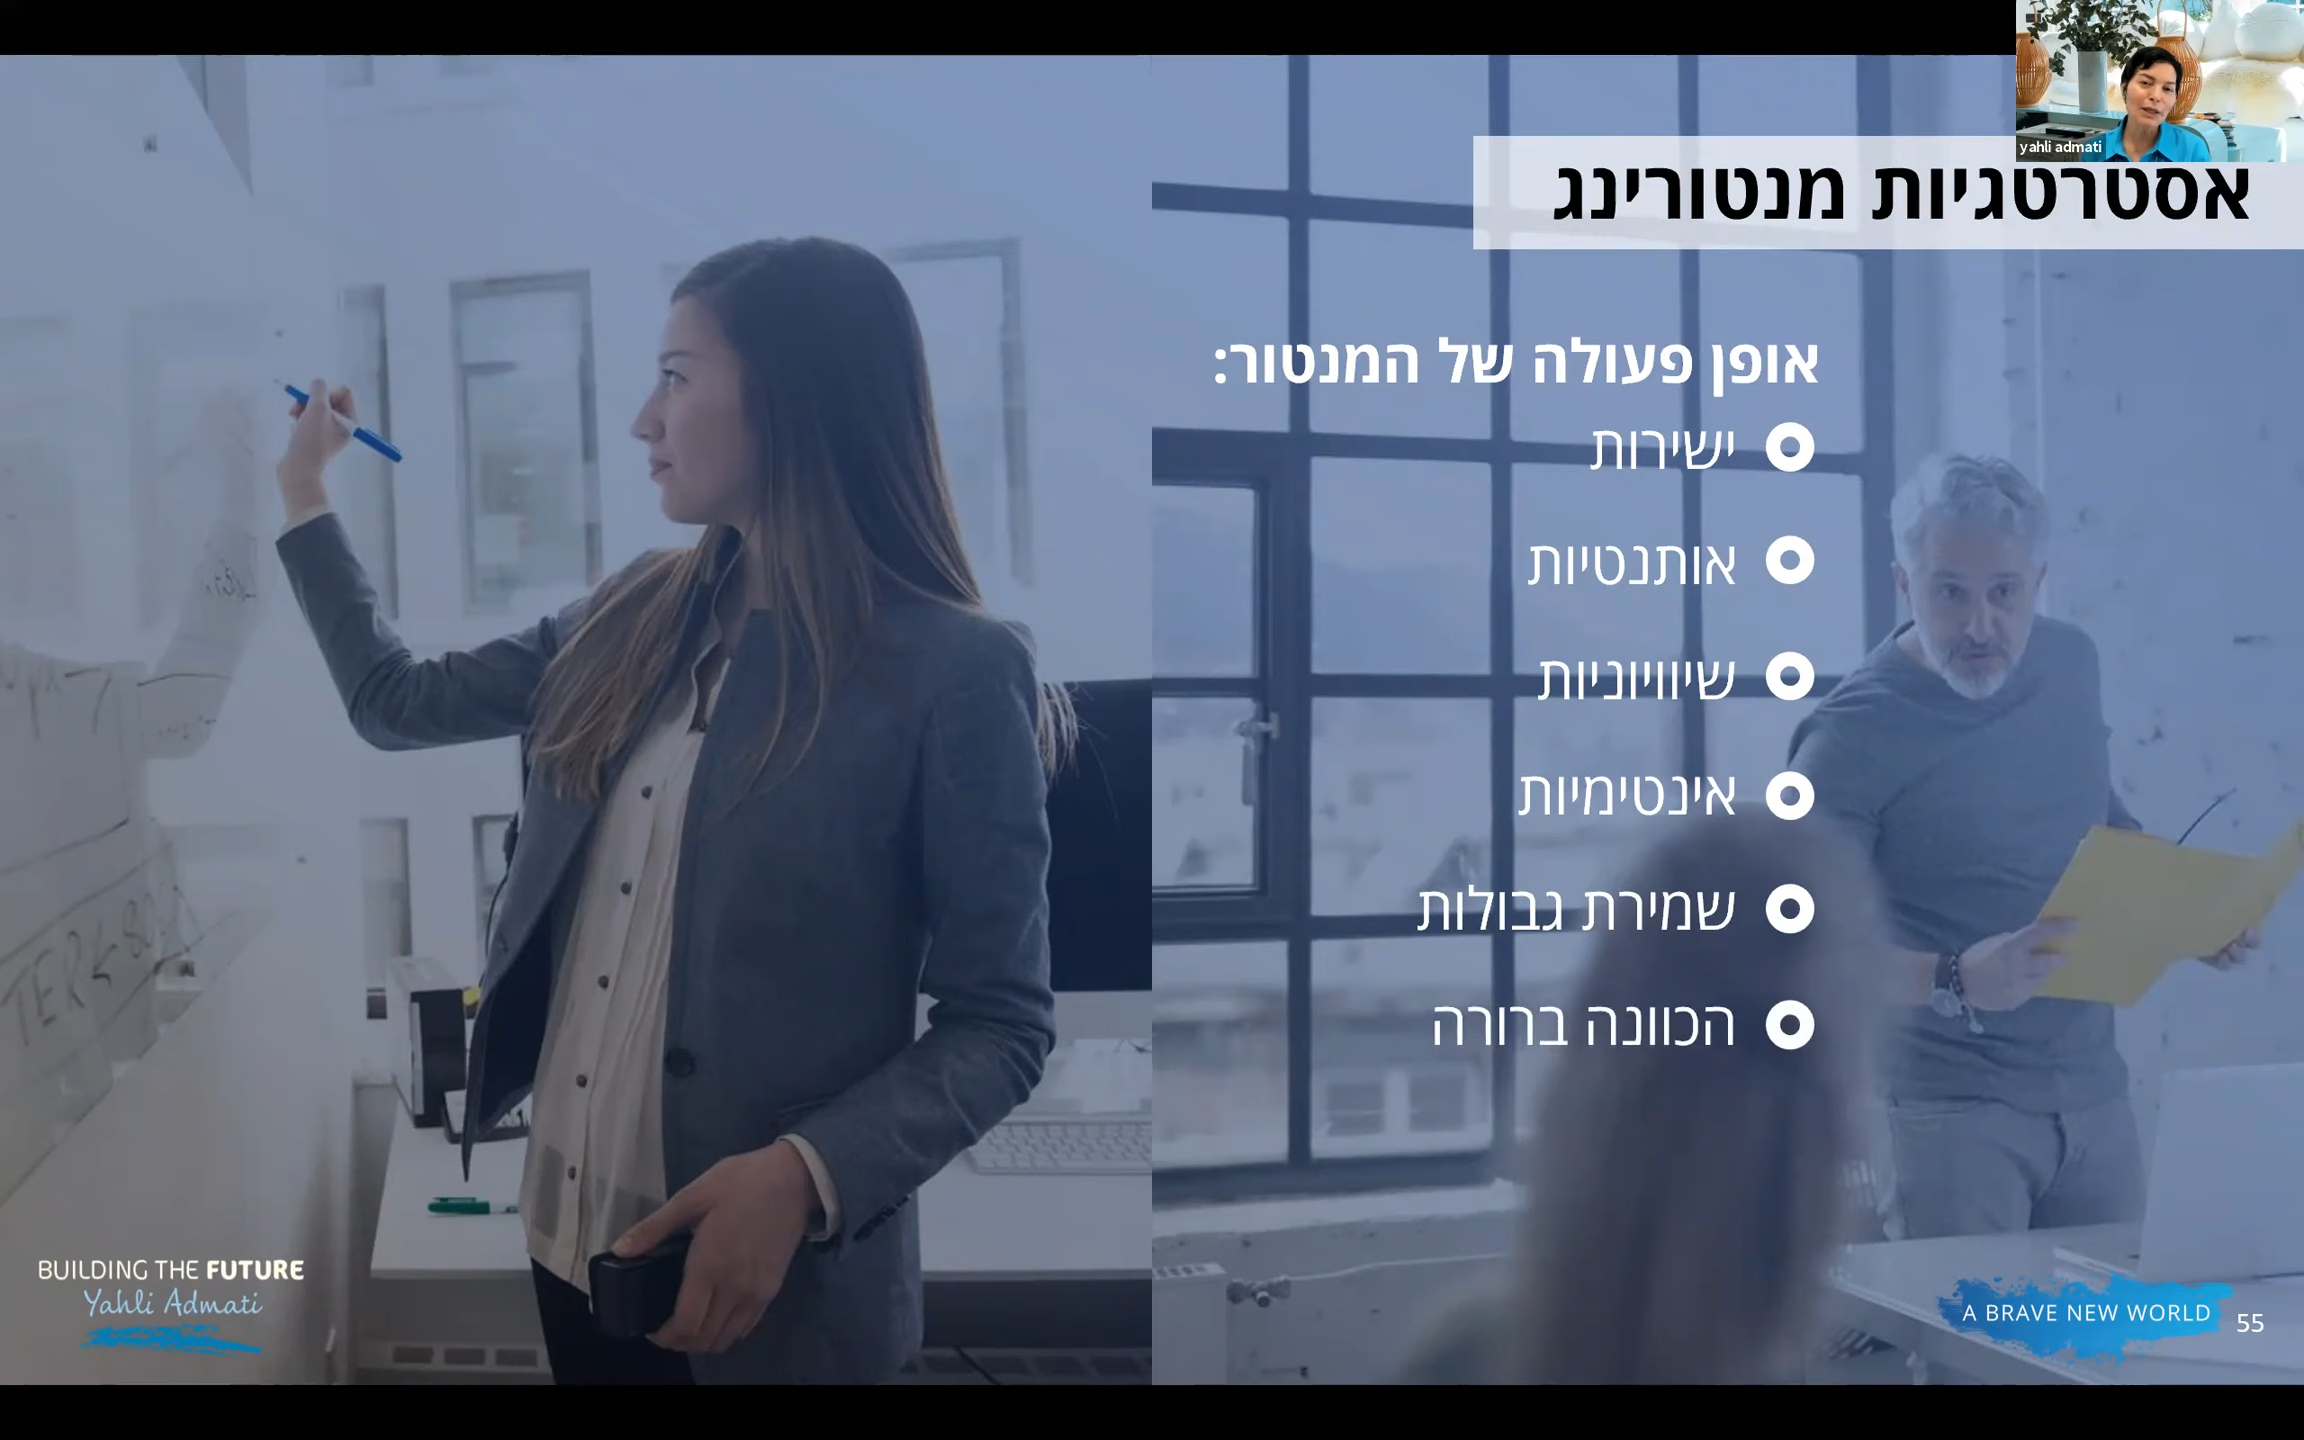 yahli admati
אסטרטגיות מנטורינג
אופן פעולה של המנטור:
ישירות
אותנטיות
שיוויוניות
אינטימיות
שמירת גבולות
הכוונה ברורה
BUILDING THE FUTURE
Yahli Admati
A BRAVE NEW WORLD
55